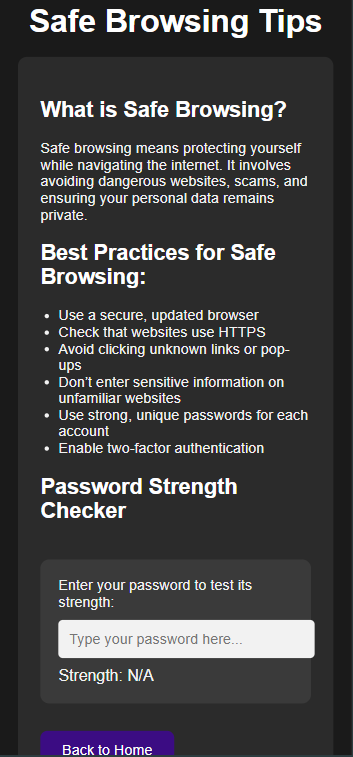 Safe Browsing Tips
What is Safe Browsing?
Safe browsing means protecting yourself
while navigating the internet. It involves
avoiding dangerous websites, scams, and
ensuring your personal data remains
private.
Best Practices for Safe
Browsing:
• Use a secure, updated browser
• Check that websites use HTTPS
• Avoid clicking unknown links or pop-
ups
• Don't enter sensitive information on
unfamiliar websites
• Use strong, unique passwords for each
account
• Enable two-factor authentication
Password Strength
Checker
Enter your password to test its
strength:
Type your password here...
Strength: N/A
Back to Home